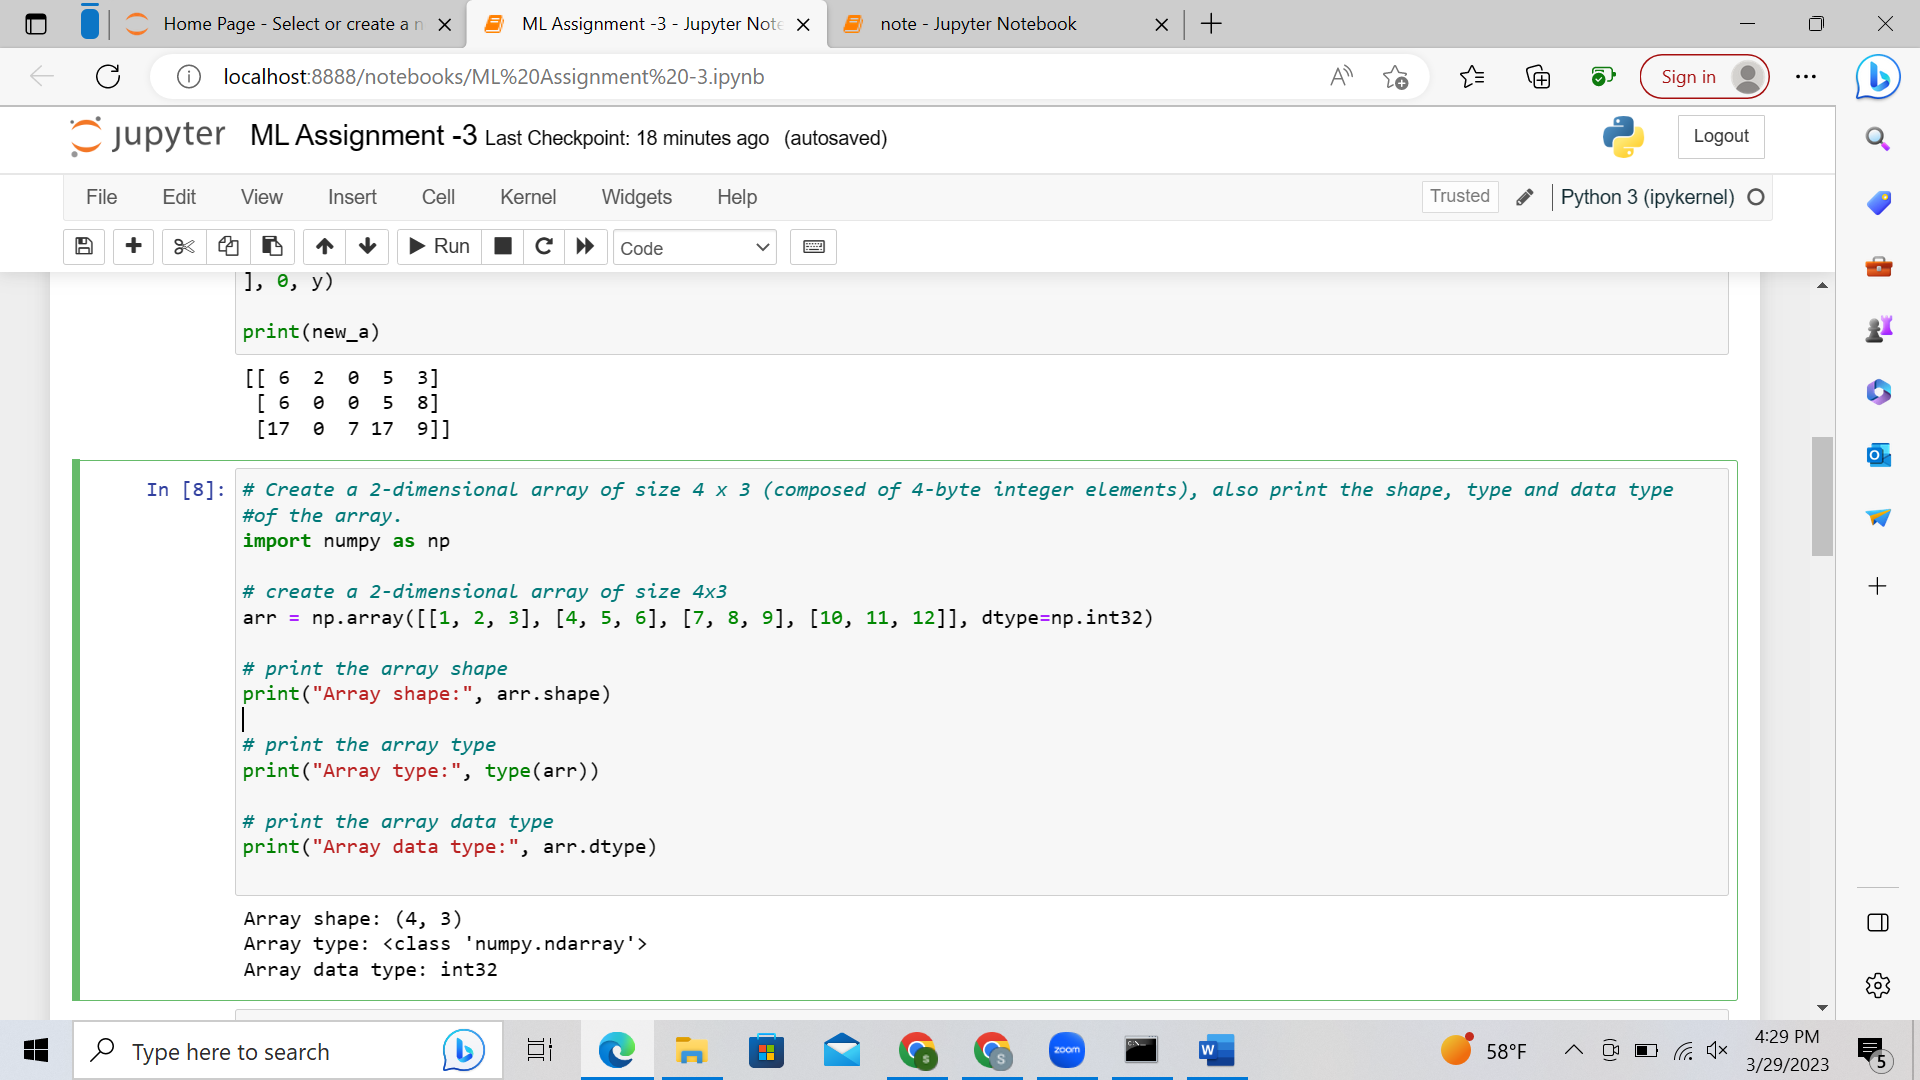 Home Page - Select or create a n
ML Assignment -3 - Jupyter Note
note - Jupyter Notebook
localhost:8888/notebooks/ML%20Assignment%20-3.ipynb
Sign in
jupyter ML Assignment -3 Last Checkpoint: 18 minutes ago (autosaved)
Logout
File Edit View Insert Cell Kernel Widgets Help
Trusted
Python 3 (ipykernel)
Run
Code
], 0, y)
print(new_a)
[[ 6  2  0  5  3]
 [ 6  0  0  5  8]
 [17  0  7 17  9]]
In [8]:
# Create a 2-dimensional array of size 4 x 3 (composed of 4-byte integer elements), also print the shape, type and data type
#of the array.
import numpy as np
# create a 2-dimensional array of size 4x3
arr = np.array([[1, 2, 3], [4, 5, 6], [7, 8, 9], [10, 11, 12]], dtype=np.int32)
# print the array shape
print("Array shape:", arr.shape)
# print the array type
print("Array type:", type(arr))
# print the array data type
print("Array data type:", arr.dtype)
Array shape: (4, 3)
Array type: <class 'numpy.ndarray'>
Array data type: int32
Type here to search
zoom
58°F
4:29 PM
3/29/2023
5